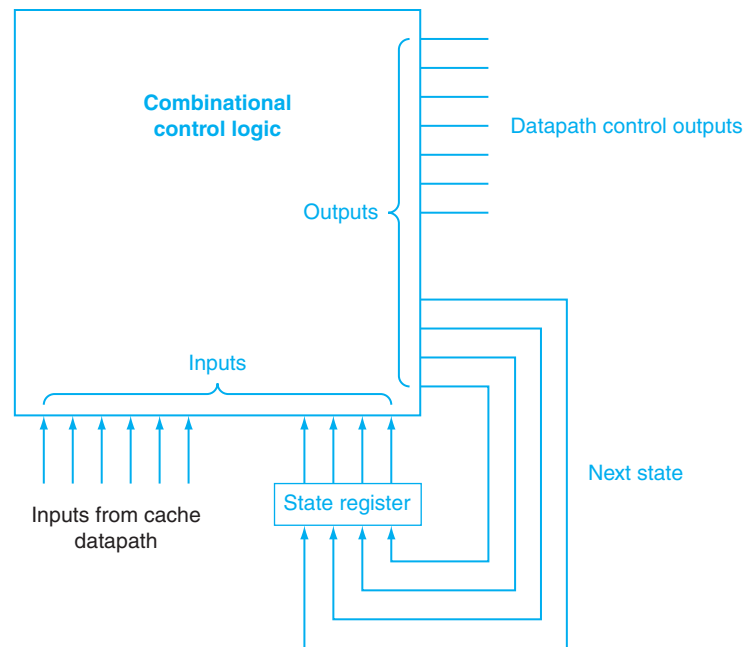 Combinational
control logic
Datapath control outputs
Outputs
Inputs
Next state
State register
Inputs from cache
datapath